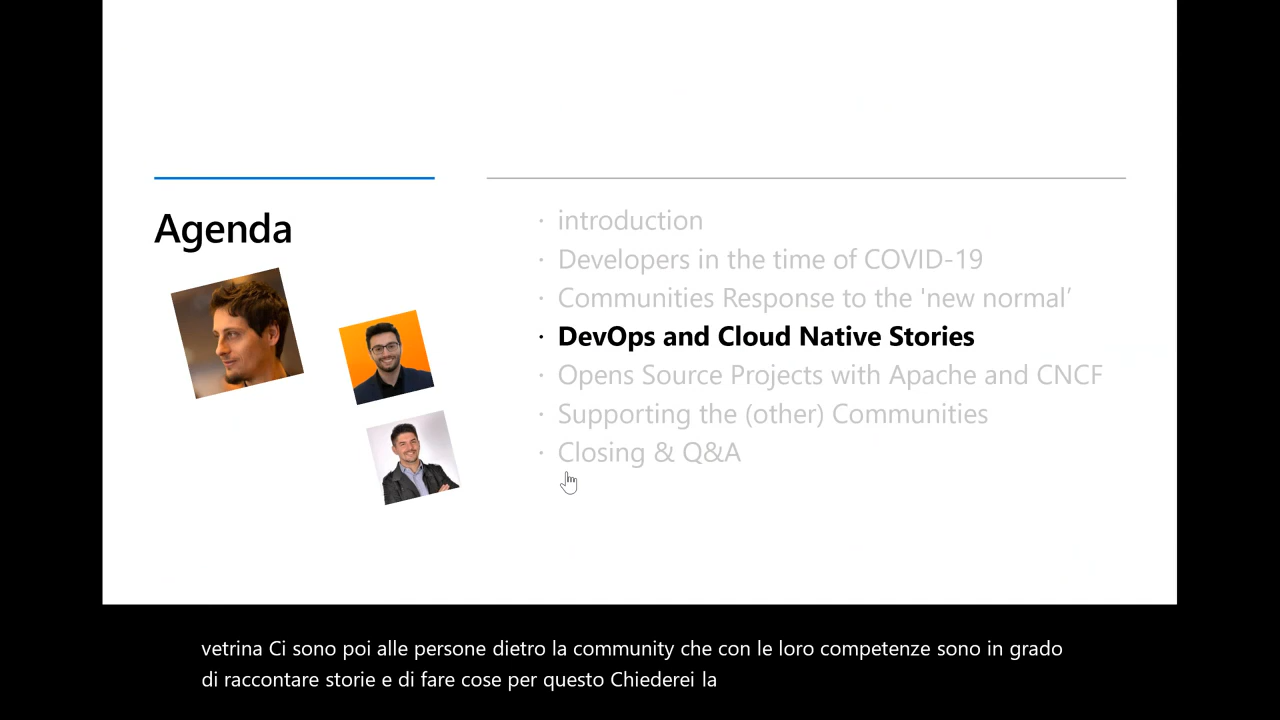 Agenda
· introduction
· Developers in the time of COVID-19
· Communities Response to the 'new normal’
· DevOps and Cloud Native Stories
· Opens Source Projects with Apache and CNCF
· Supporting the (other) Communities
· Closing & Q&A
vetrina Ci sono poi alle persone dietro la community che con le loro competenze sono in grado
di raccontare storie e di fare cose per questo Chiederei la